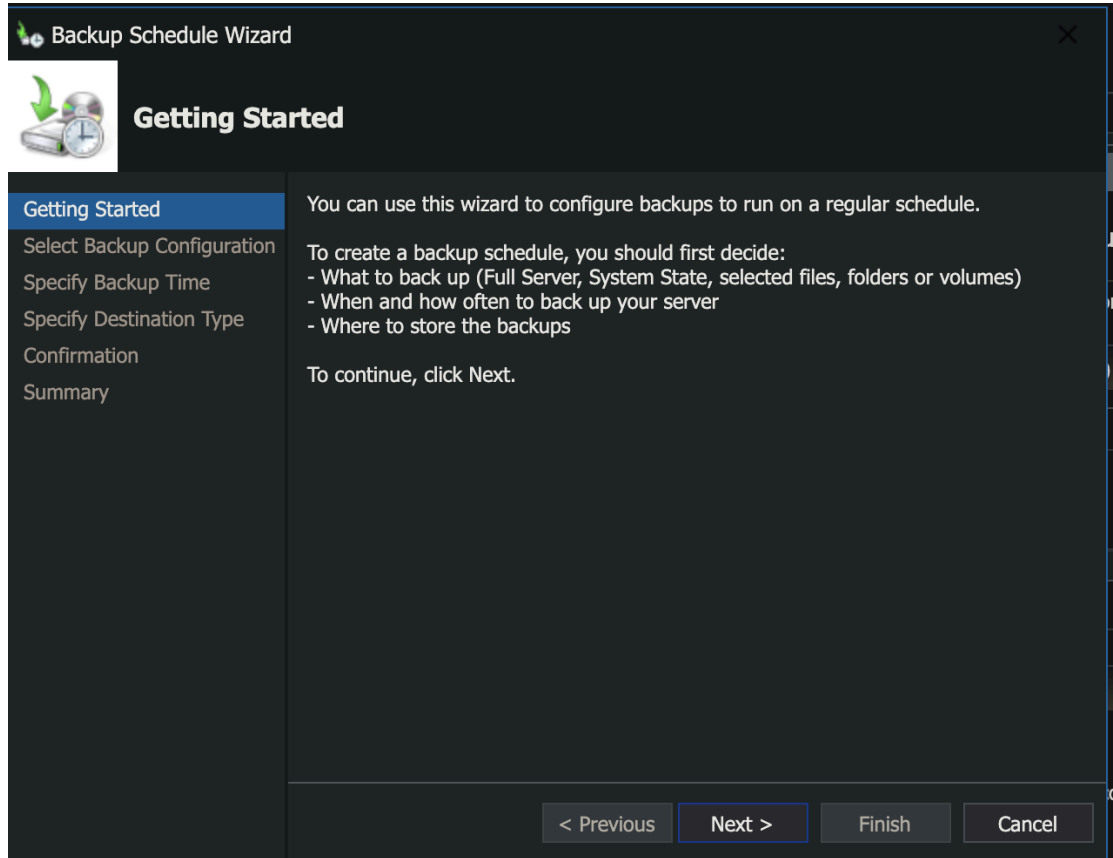 Backup Schedule Wizard
Getting Started
Getting Started
Select Backup Configuration
Specify Backup Time
Specify Destination Type
Confirmation
Summary
You can use this wizard to configure backups to run on a regular schedule.
To create a backup schedule, you should first decide:
- What to back up (Full Server, System State, selected files, folders or volumes)
- When and how often to back up your server
- Where to store the backups
To continue, click Next.
< Previous
Next >
Finish
Cancel